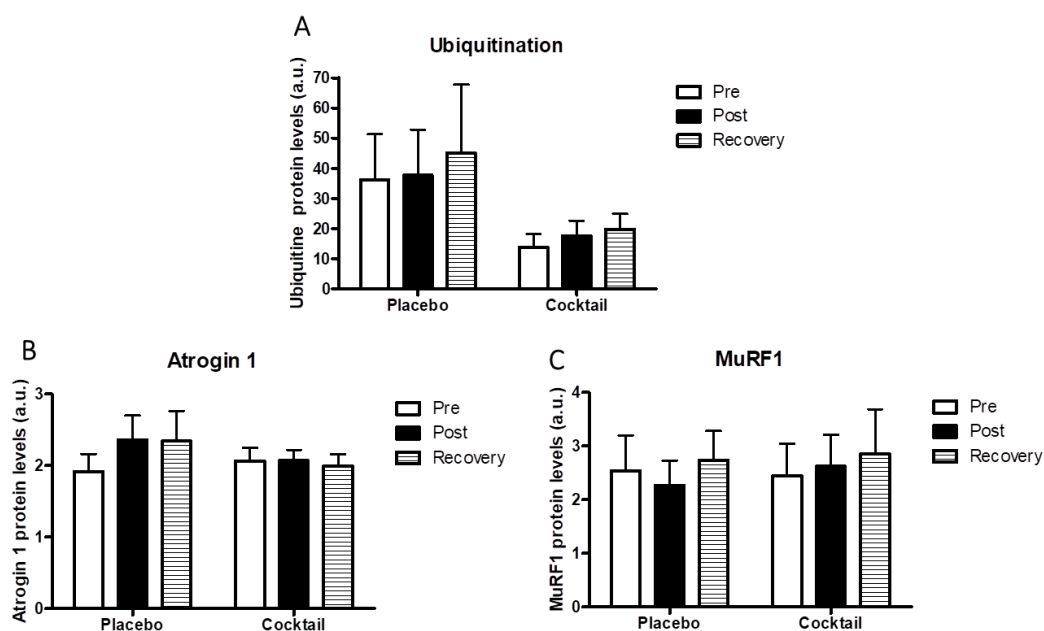 A
Ubiquitination
Ubiquitine protein levels (a.u.)
70
60
50
40
30
20
10
0
Placebo
Cocktail
Pre
Post
Recovery
B
Atrogin 1
Atrogin 1 protein levels (a.u.)
3
2
1
0
Placebo
Cocktail
Pre
Post
Recovery
C
MuRF1
MuRF1 protein levels (a.u.)
4
3
2
1
0
Placebo
Cocktail
Pre
Post
Recovery